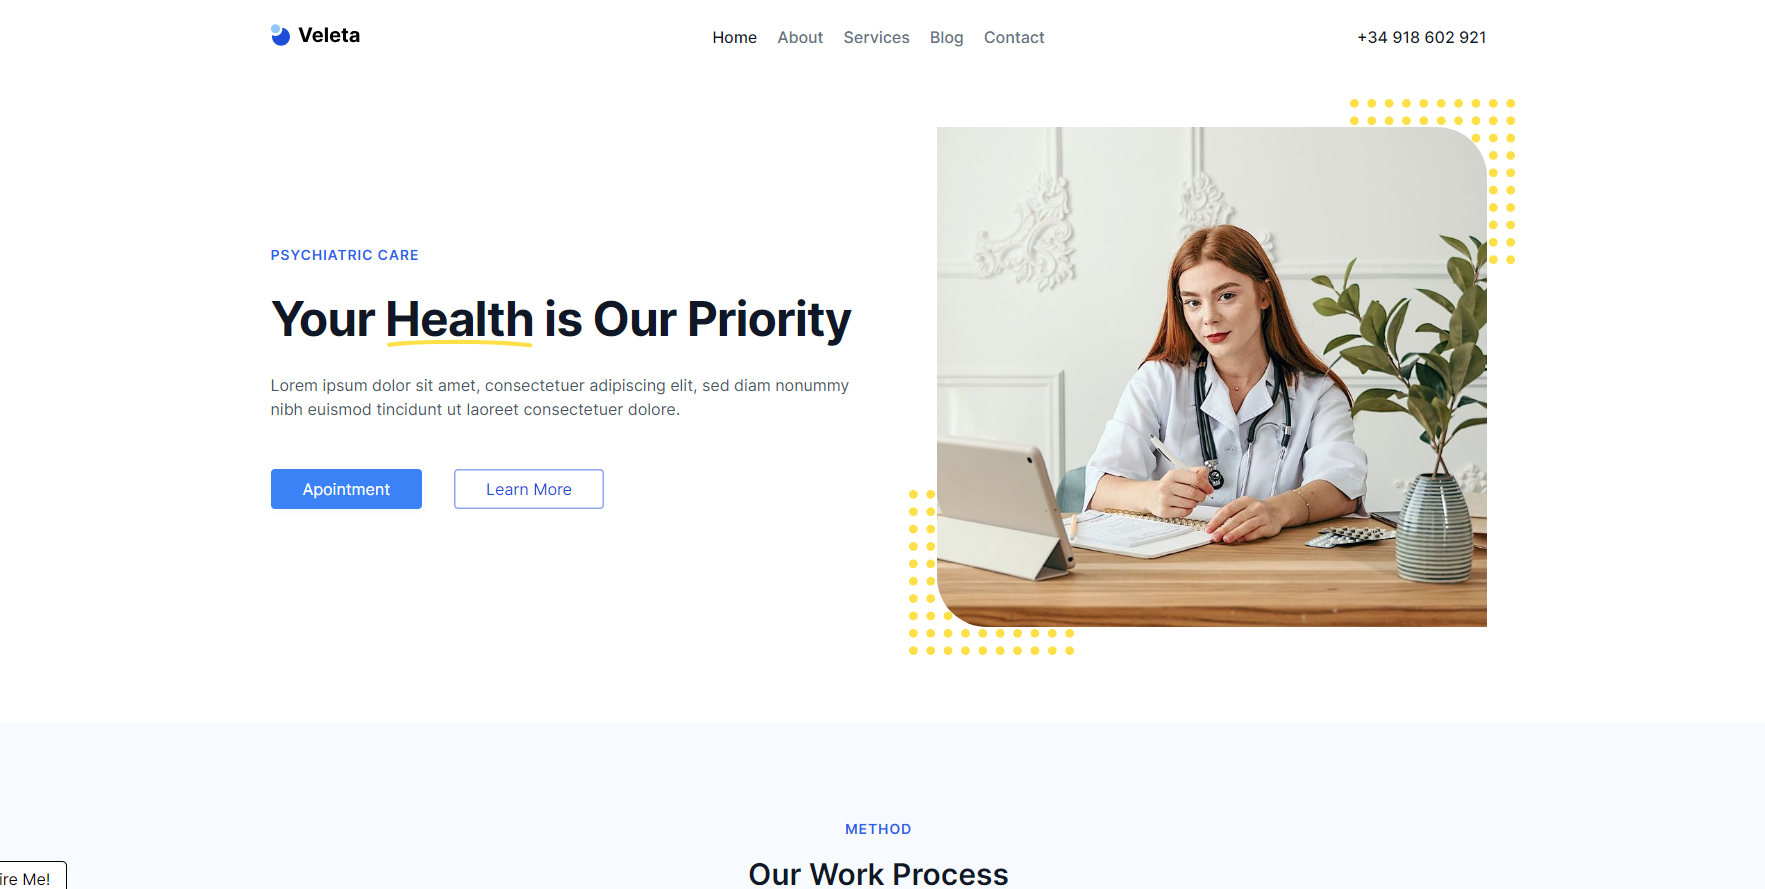 Veleta
Home About Services Blog Contact
+34 918 602 921
PSYCHIATRIC CARE
Your Health is Our Priority
Lorem ipsum dolor sit amet, consectetuer adipiscing elit, sed diam nonummy
nibh euismod tincidunt ut laoreet consectetuer dolore.
Apointment
Learn More
METHOD
Our Work Process
ire Me!